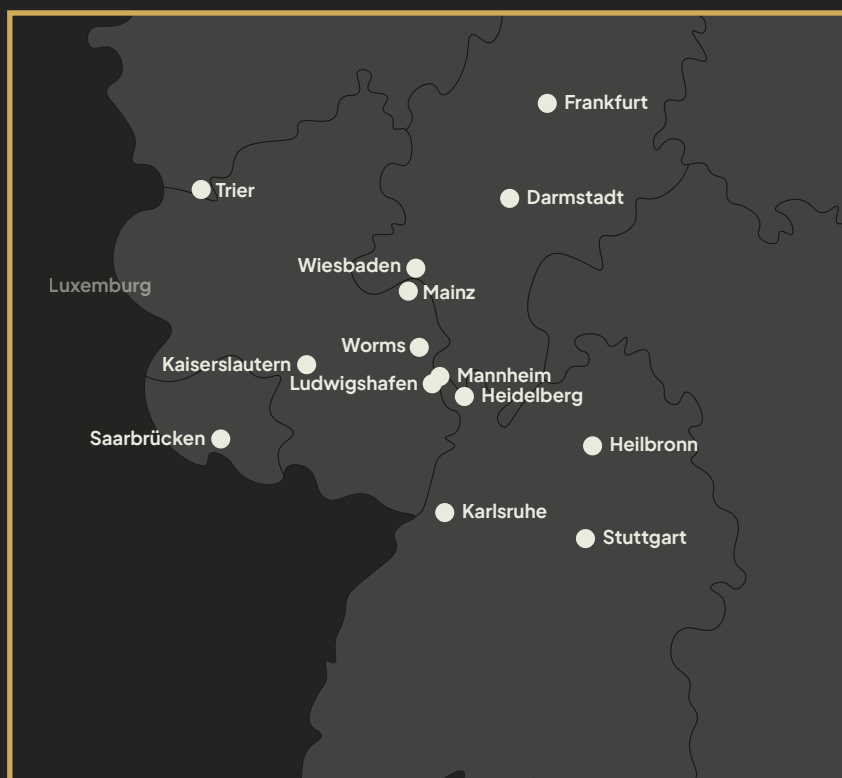 Frankfurt
Trier
Darmstadt
Wiesbaden
Luxemburg
Mainz
Worms
Kaiserslautern
Mannheim
Ludwigshafen
Heidelberg
Saarbrücken
Heilbronn
Karlsruhe
Stuttgart